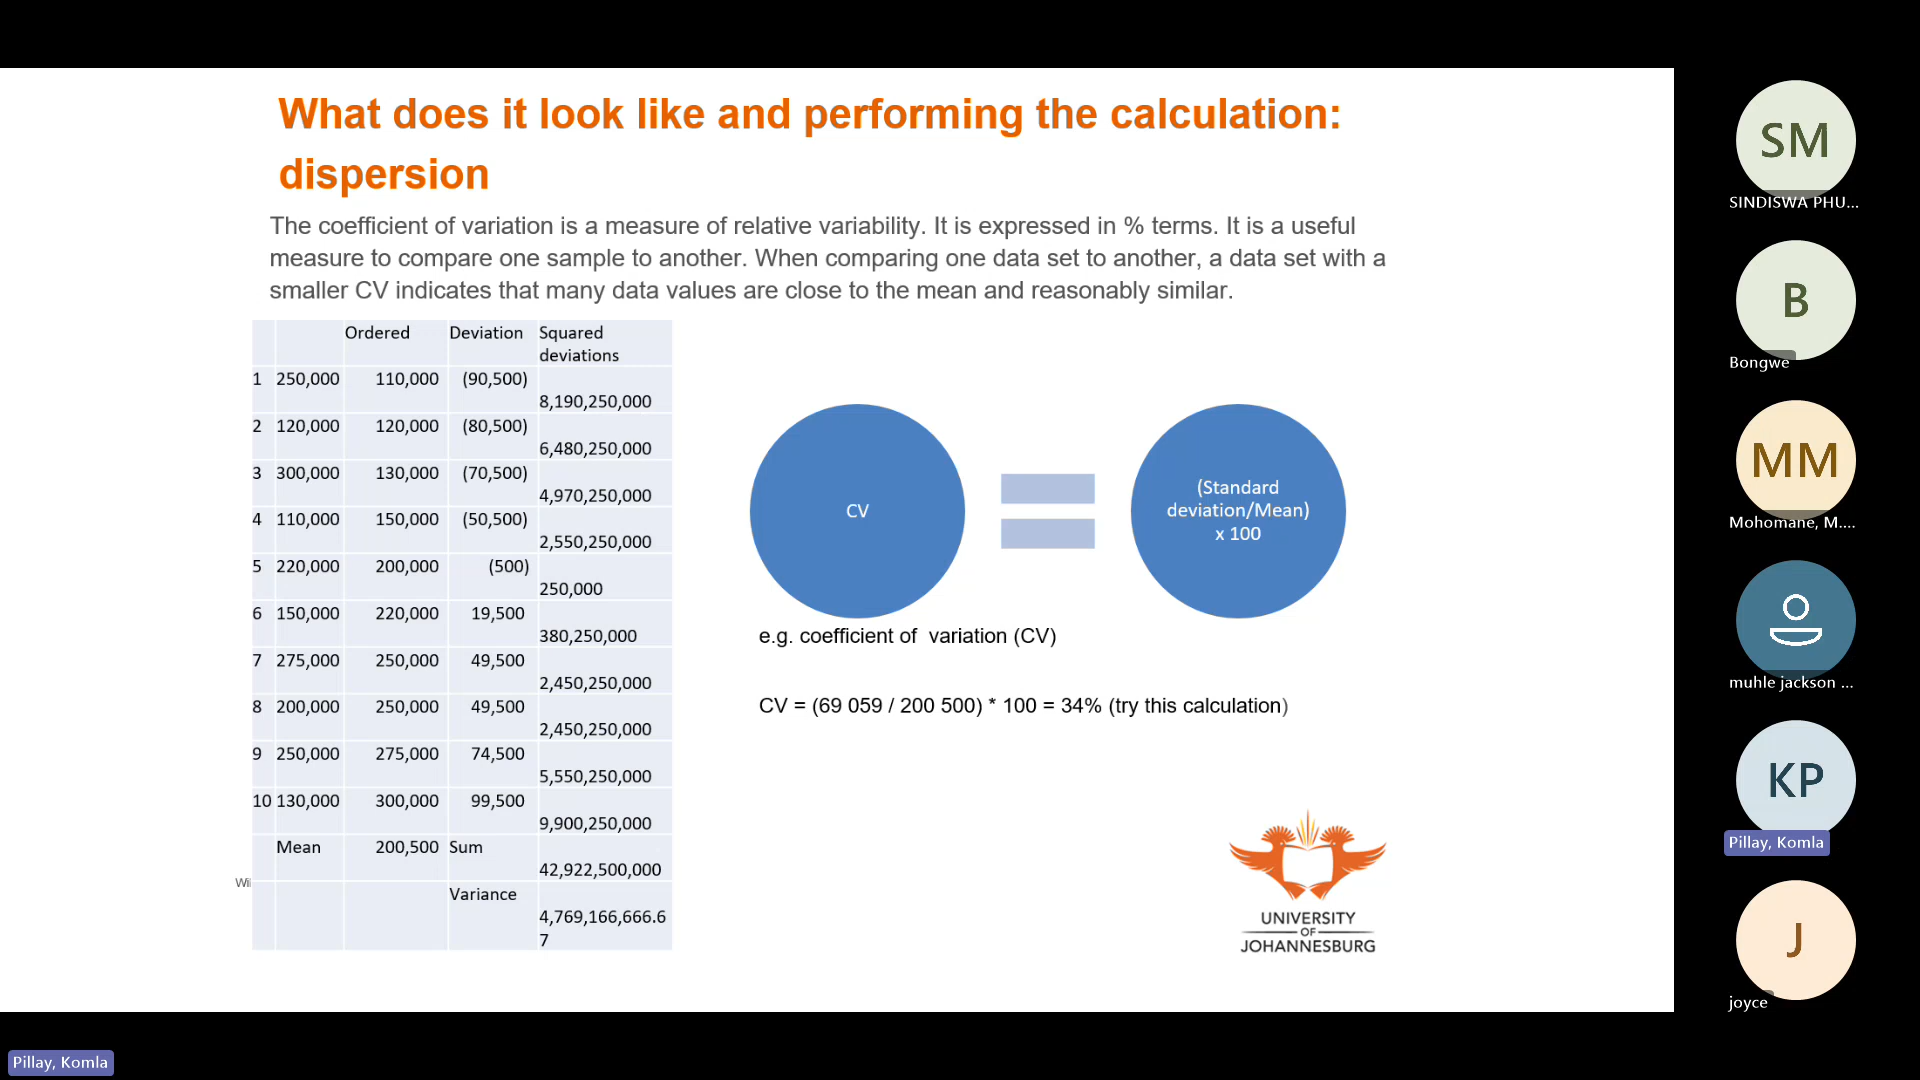 What does it look like and performing the calculation:
dispersion
The coefficient of variation is a measure of relative variability. It is expressed in % terms. It is a useful
measure to compare one sample to another. When comparing one data set to another, a data set with a
smaller CV indicates that many data values are close to the mean and reasonably similar.
Ordered Deviation Squared
deviations
1 250,000 110,000 (90,500)
8,190,250,000
2 120,000 120,000 (80,500)
6,480,250,000
3 300,000 130,000 (70,500)
4,970,250,000
4 110,000 150,000 (50,500)
2,550,250,000
5 220,000 200,000 (500)
250,000
6 150,000 220,000 19,500
380,250,000
7 275,000 250,000 49,500
2,450,250,000
8 200,000 250,000 49,500
2,450,250,000
9 250,000 275,000 74,500
5,550,250,000
10 130,000 300,000 99,500
9,900,250,000
Mean 200,500 Sum
42,922,500,000
Wi
Variance
4,769,166,666.6
7
CV
(Standard
deviation/Mean)
x 100
e.g. coefficient of variation (CV)
CV = (69 059 / 200 500) * 100 = 34% (try this calculation)
UNIVERSITY
OF
JOHANNESBURG
SM
SINDISWA PHU...
B
Bongwe
MM
Mohomane, M....
muhle jackson ...
KP
Pillay, Komla
J
joyce
Pillay, Komla